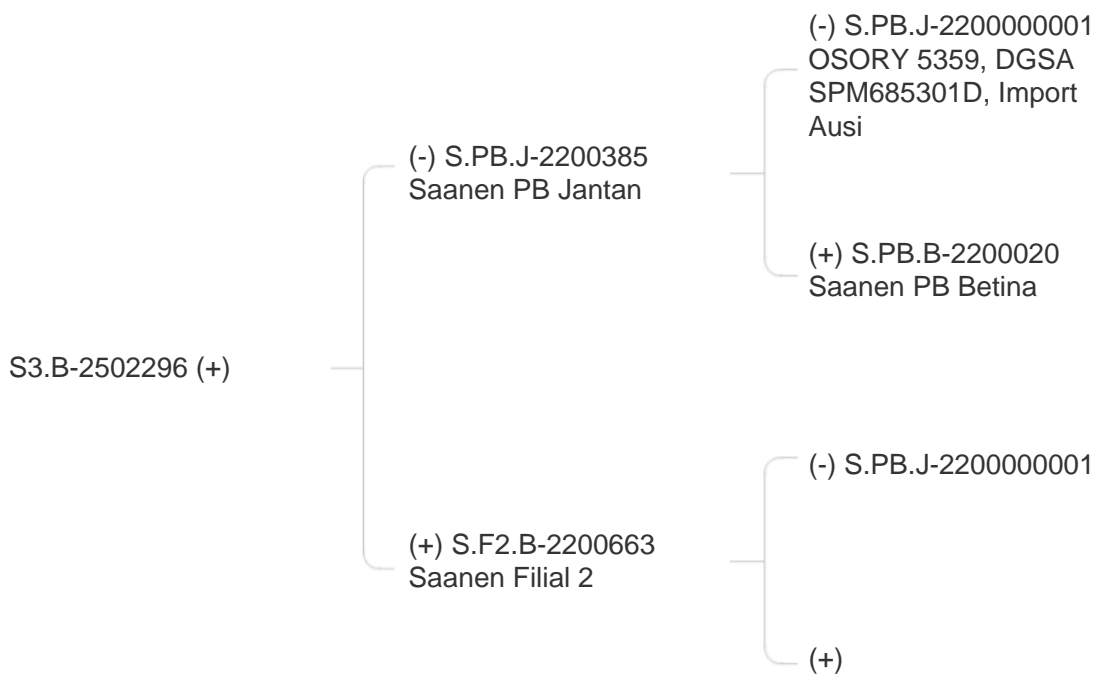 (-) S.PB.J-2200000001
OSORY 5359, DGSA
SPM685301D, Import
Ausi
(-) S.PB.J-2200385
Saanen PB Jantan
(+) S.PB.B-2200020
Saanen PB Betina
S3.B-2502296 (+)
(-) S.PB.J-2200000001
(+) S.F2.B-2200663
Saanen Filial 2
(+)